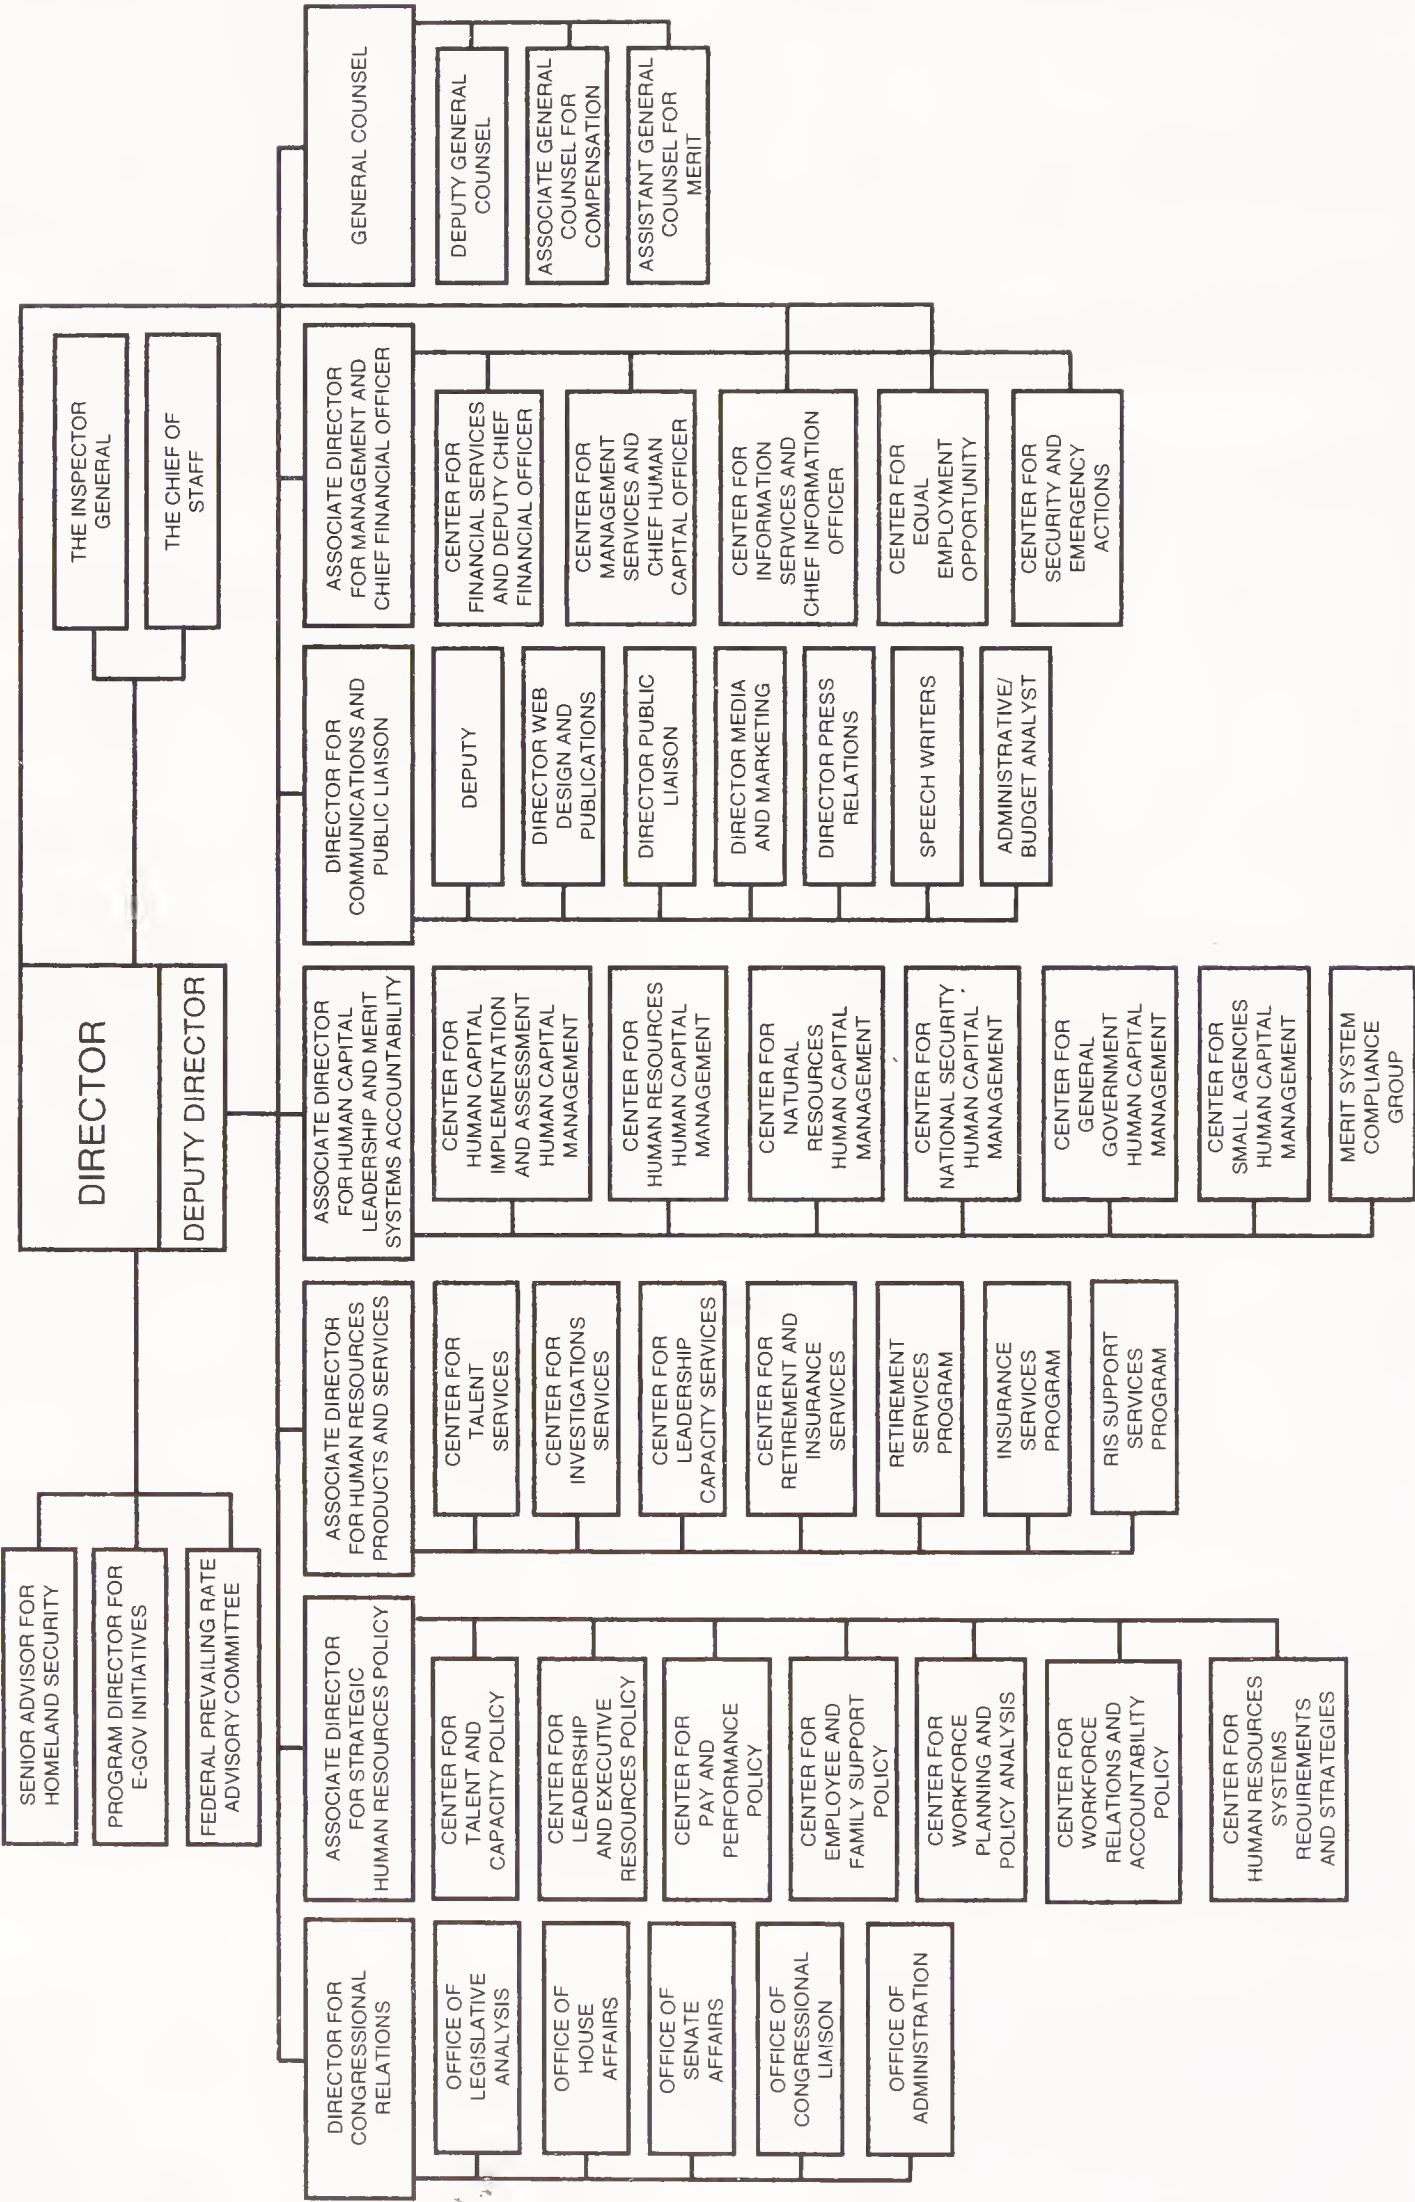 DIRECTOR
DEPUTY DIRECTOR
SENIOR ADVISOR FOR
HOMELAND SECURITY
PROGRAM DIRECTOR FOR
E-GOV INITIATIVES
FEDERAL PREVAILING RATE
ADVISORY COMMITTEE
THE INSPECTOR
GENERAL
THE CHIEF OF
STAFF
DIRECTOR FOR
CONGRESSIONAL
RELATIONS
OFFICE OF
LEGISLATIVE
ANALYSIS
OFFICE OF
HOUSE
AFFAIRS
OFFICE OF
SENATE
AFFAIRS
OFFICE OF
CONGRESSIONAL
LIAISON
OFFICE OF
ADMINISTRATION
ASSOCIATE DIRECTOR
FOR STRATEGIC
HUMAN RESOURCES POLICY
CENTER FOR
TALENT AND
CAPACITY POLICY
CENTER FOR
LEADERSHIP
AND EXECUTIVE
RESOURCES POLICY
CENTER FOR
PAY AND
PERFORMANCE
POLICY
CENTER FOR
EMPLOYEE AND
FAMILY SUPPORT
POLICY
CENTER FOR
WORKFORCE
PLANNING AND
POLICY ANALYSIS
CENTER FOR
WORKFORCE
RELATIONS AND
ACCOUNTABILITY
POLICY
CENTER FOR
HUMAN RESOURCES
SYSTEMS
REQUIREMENTS
AND STRATEGIES
ASSOCIATE DIRECTOR
FOR HUMAN RESOURCES
PRODUCTS AND SERVICES
CENTER FOR
TALENT
SERVICES
CENTER FOR
INVESTIGATIONS
SERVICES
CENTER FOR
LEADERSHIP
CAPACITY SERVICES
CENTER FOR
RETIREMENT AND
INSURANCE
SERVICES
RETIREMENT
SERVICES
PROGRAM
INSURANCE
SERVICES
PROGRAM
RIS SUPPORT
SERVICES
PROGRAM
ASSOCIATE DIRECTOR
FOR HUMAN CAPITAL
LEADERSHIP AND MERIT
SYSTEMS ACCOUNTABILITY
CENTER FOR
HUMAN CAPITAL
IMPLEMENTATION
AND ASSESSMENT
HUMAN CAPITAL
MANAGEMENT
CENTER FOR
HUMAN RESOURCES
HUMAN CAPITAL
MANAGEMENT
CENTER FOR
NATURAL
RESOURCES
HUMAN CAPITAL
MANAGEMENT
CENTER FOR
NATIONAL SECURITY
HUMAN CAPITAL
MANAGEMENT
CENTER FOR
GENERAL
GOVERNMENT
HUMAN CAPITAL
MANAGEMENT
CENTER FOR
SMALL AGENCIES
HUMAN CAPITAL
MANAGEMENT
MERIT SYSTEM
COMPLIANCE
GROUP
DIRECTOR FOR
COMMUNICATIONS AND
PUBLIC LIAISON
DEPUTY
DIRECTOR WEB
DESIGN AND
PUBLICATIONS
DIRECTOR PUBLIC
LIAISON
DIRECTOR MEDIA
AND MARKETING
DIRECTOR PRESS
RELATIONS
SPEECH WRITERS
ADMINISTRATIVE/
BUDGET ANALYST
ASSOCIATE DIRECTOR
FOR MANAGEMENT AND
CHIEF FINANCIAL OFFICER
CENTER FOR
FINANCIAL SERVICES
AND DEPUTY CHIEF
FINANCIAL OFFICER
CENTER FOR
MANAGEMENT
SERVICES AND
CHIEF HUMAN
CAPITAL OFFICER
CENTER FOR
INFORMATION
SERVICES AND
CHIEF INFORMATION
OFFICER
CENTER FOR
EQUAL
EMPLOYMENT
OPPORTUNITY
CENTER FOR
SECURITY AND
EMERGENCY
ACTIONS
GENERAL COUNSEL
DEPUTY GENERAL
COUNSEL
ASSOCIATE GENERAL
COUNSEL FOR
COMPENSATION
ASSISTANT GENERAL
COUNSEL FOR
MERIT